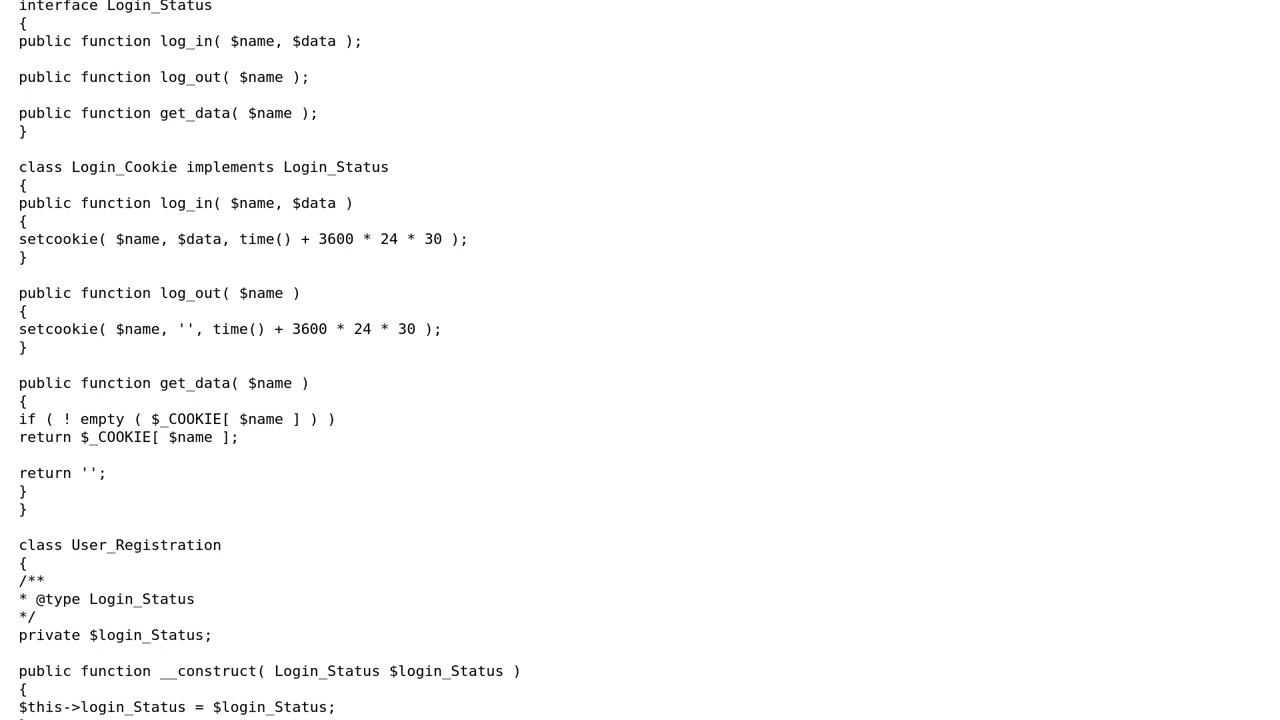 interface Login_Status
{
public function log_in( $name, $data );
public function log_out( $name );
public function get_data( $name );
}
class Login_Cookie implements Login_Status
{
public function log_in( $name, $data )
{
setcookie( $name, $data, time() + 3600 * 24 * 30 );
}
public function log_out( $name )
{
setcookie( $name, '', time() + 3600 * 24 * 30 );
}
public function get_data( $name )
{
if ( ! empty ( $_COOKIE[ $name ] ) )
return $_COOKIE[ $name ];
return '';
}
}
class User_Registration
{
/**
* @type Login_Status
*/
private $login_Status;
public function __construct( Login_Status $login_Status )
{
$this->login_Status = $login_Status;